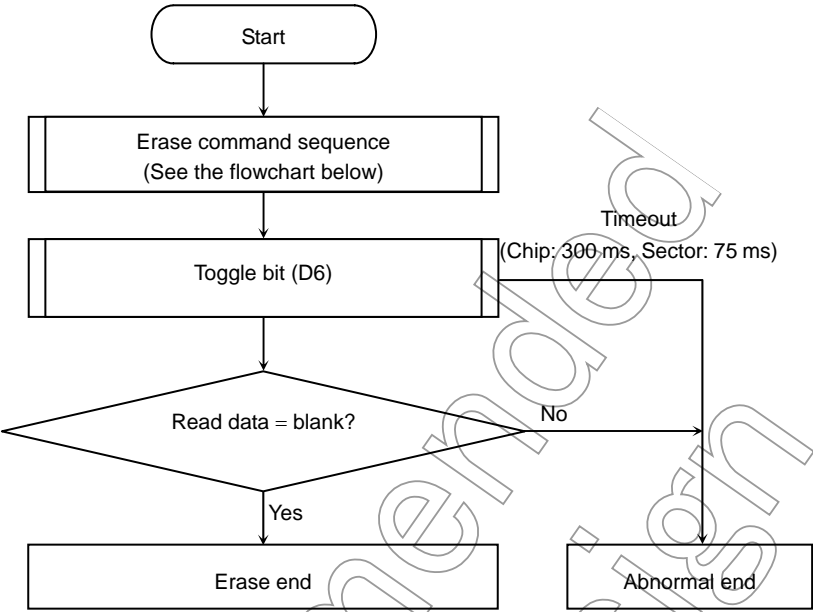 Start
Erase command sequence
(See the flowchart below)
Timeout
(Chip: 300 ms, Sector: 75 ms)
Toggle bit (D6)
Read data = blank?
No
Yes
Erase end
Abnormal end